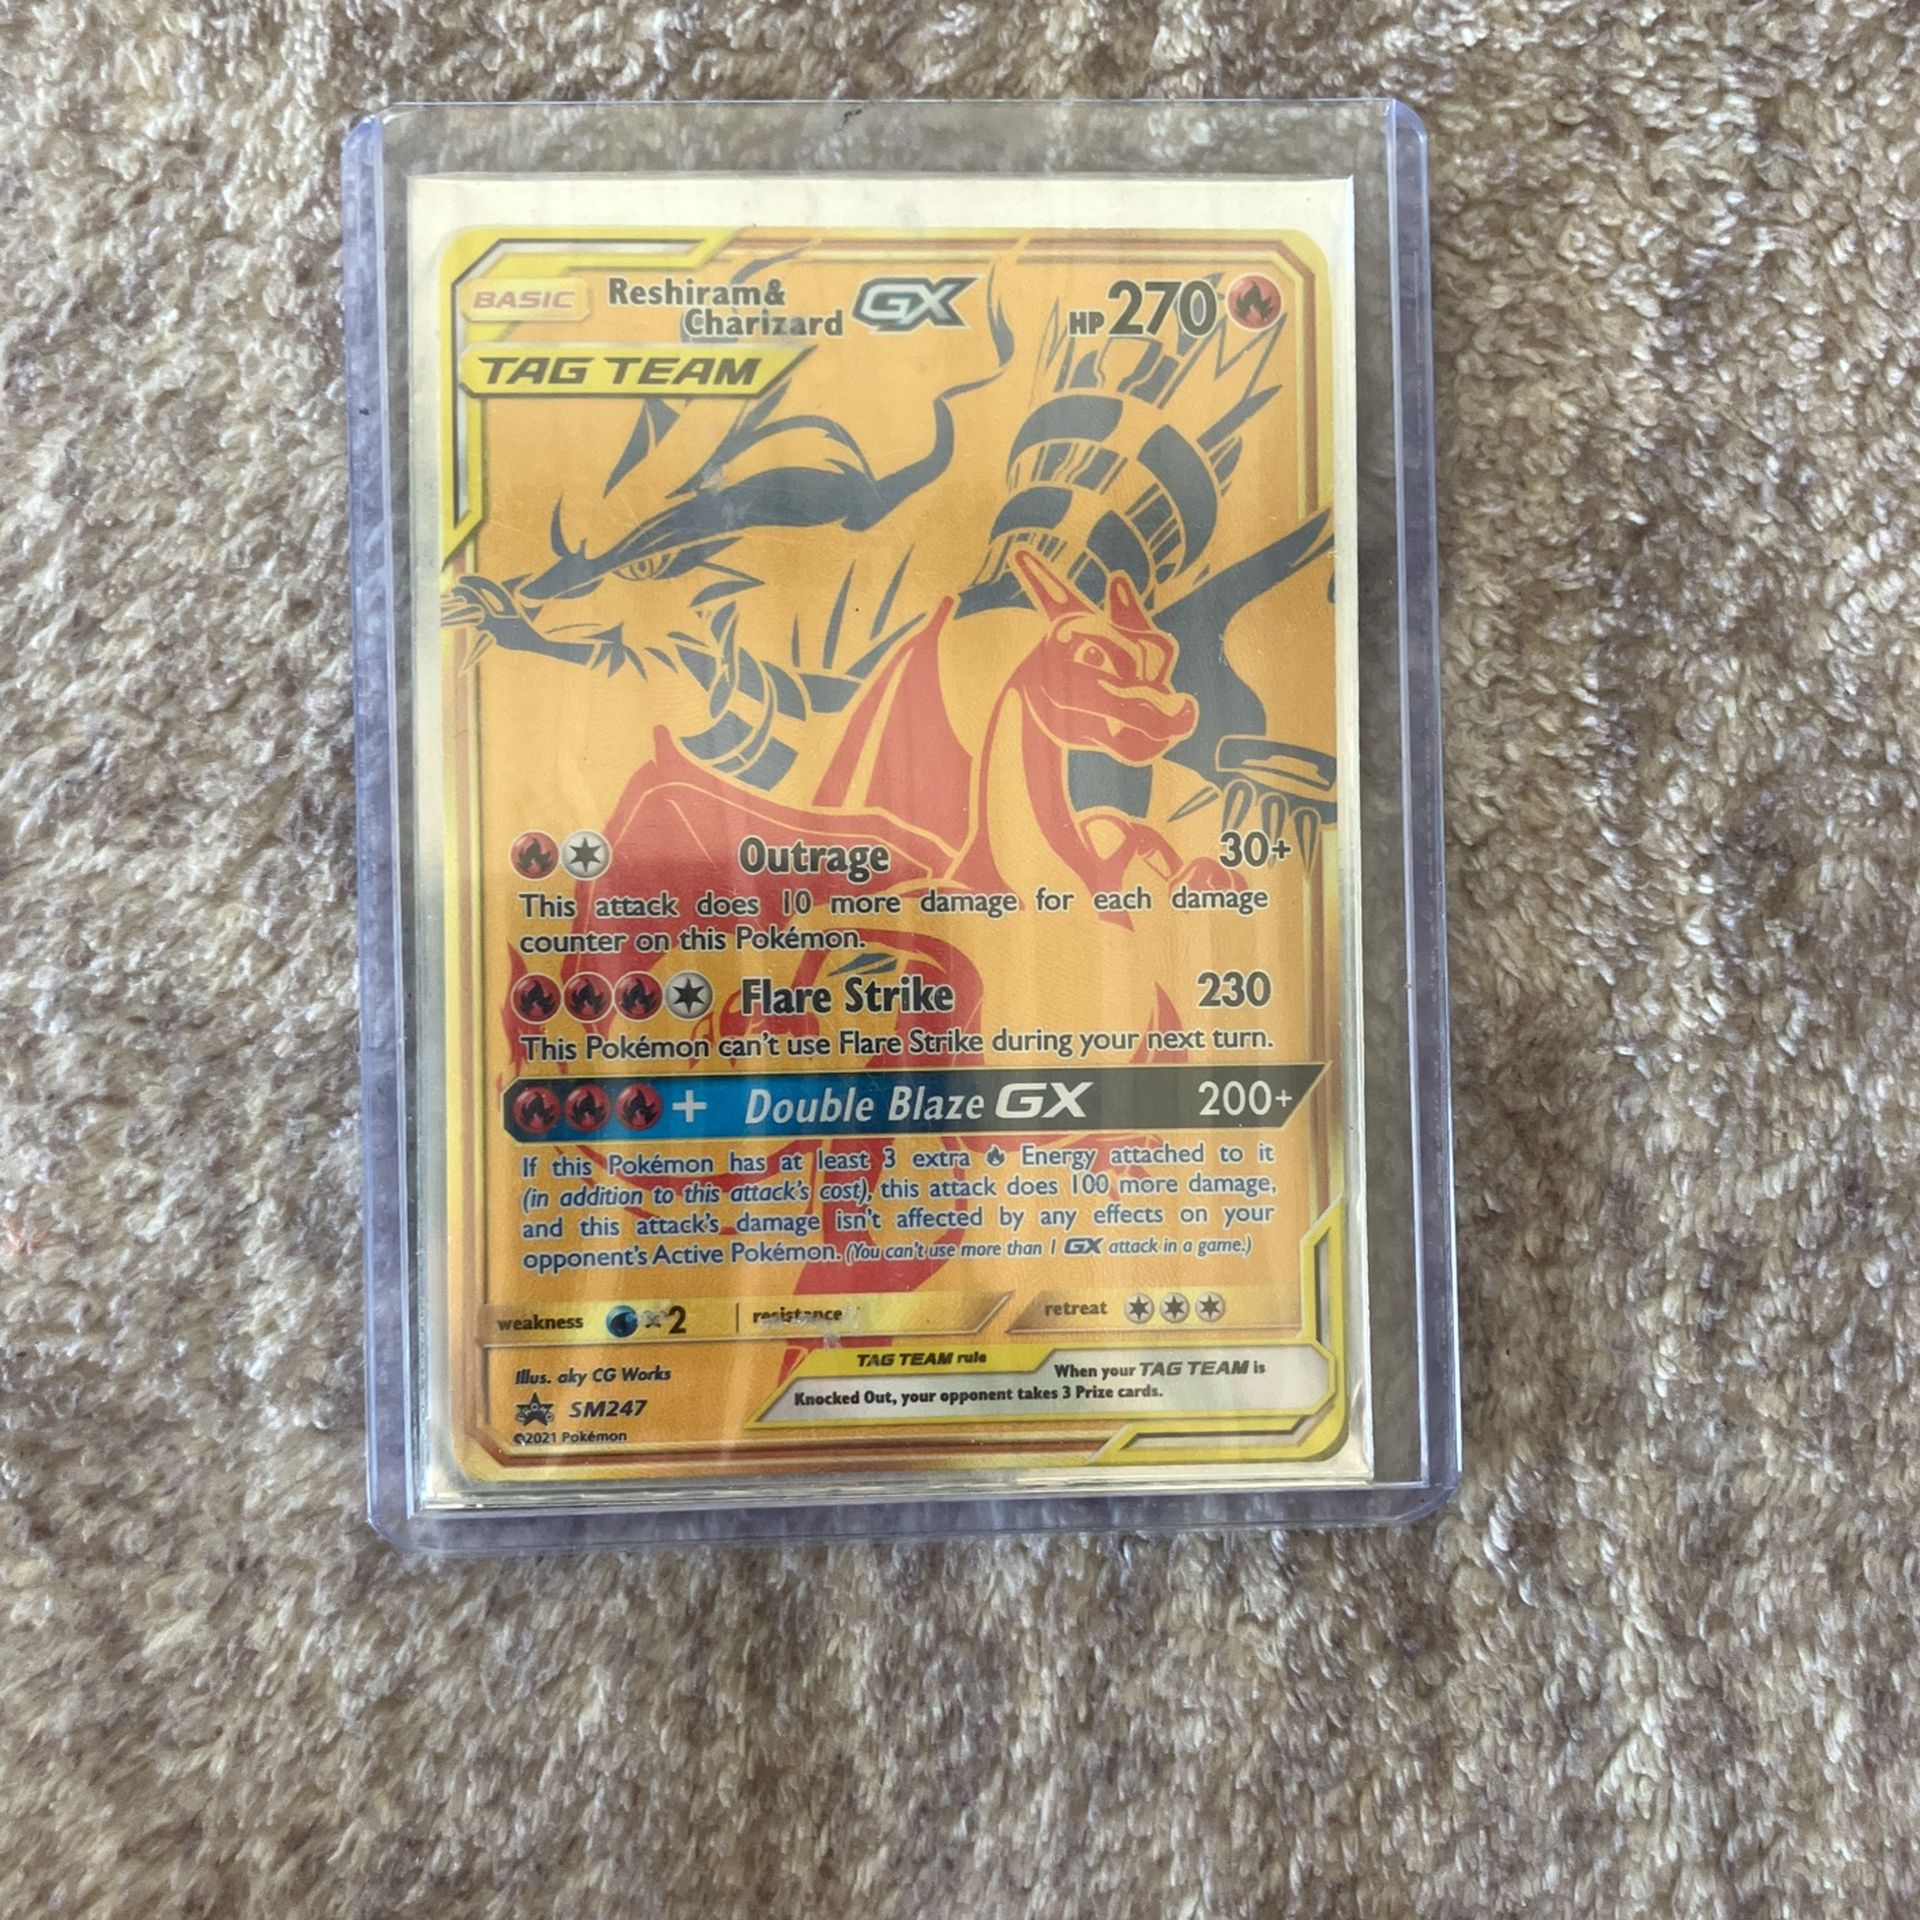 BASIC Reshiram& Charizard GX HP 270
TAG TEAM
Outrage 30+
This attack does 10 more damage for each damage
counter on this Pokémon.
Flare Strike 230
This Pokémon can't use Flare Strike during your next turn.
+ Double Blaze GX 200+
If this Pokémon has at least 3 extra Energy attached to it
(in addition to this attack's cost), this attack does 100 more damage,
and this attack's damage isn't affected by any effects on your
opponent's Active Pokémon. (You can't use more than 1 GX attack in a game.)
weakness ×2 resistance retreat
Illus. aky CG Works
SM247
©2021 Pokémon
TAG TEAM rule
When your TAG TEAM is
Knocked Out, your opponent takes 3 Prize cards.